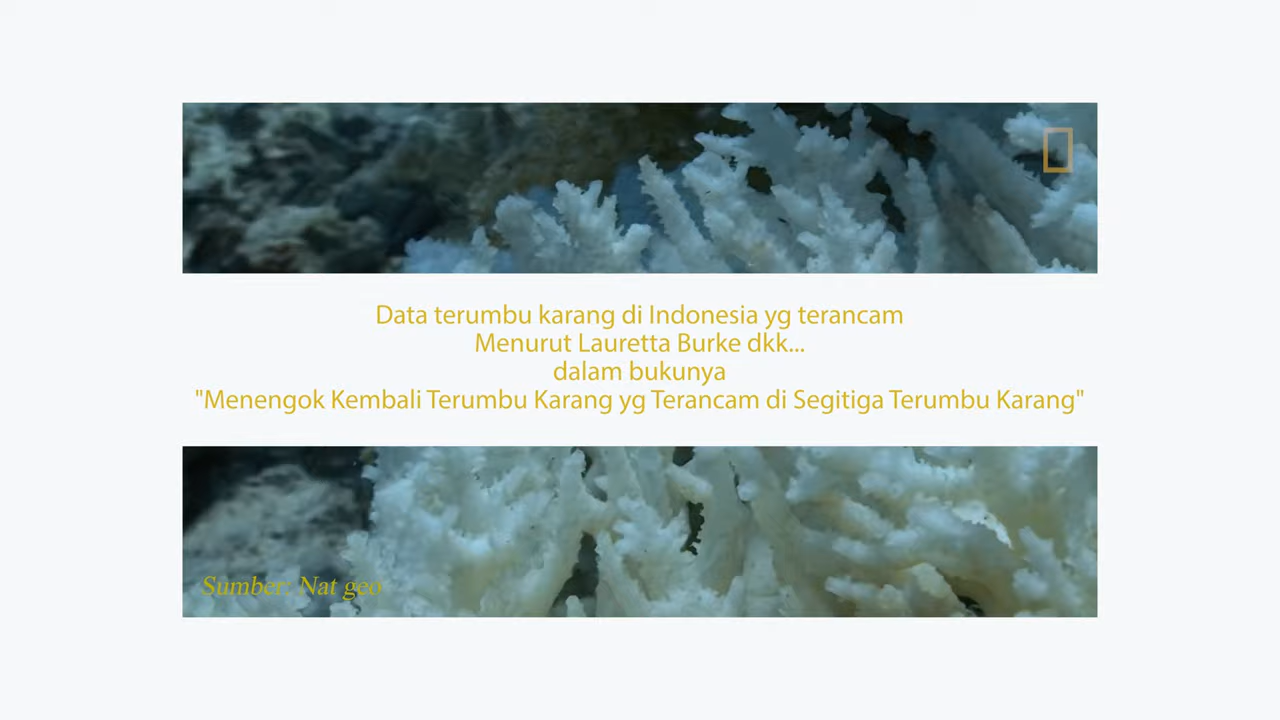 Data terumbu karang di Indonesia yg terancam
Menurut Lauretta Burke dkk...
dalam bukunya
"Menengok Kembali Terumbu Karang yg Terancam di Segitiga Terumbu Karang"
Sumber: Nat geo